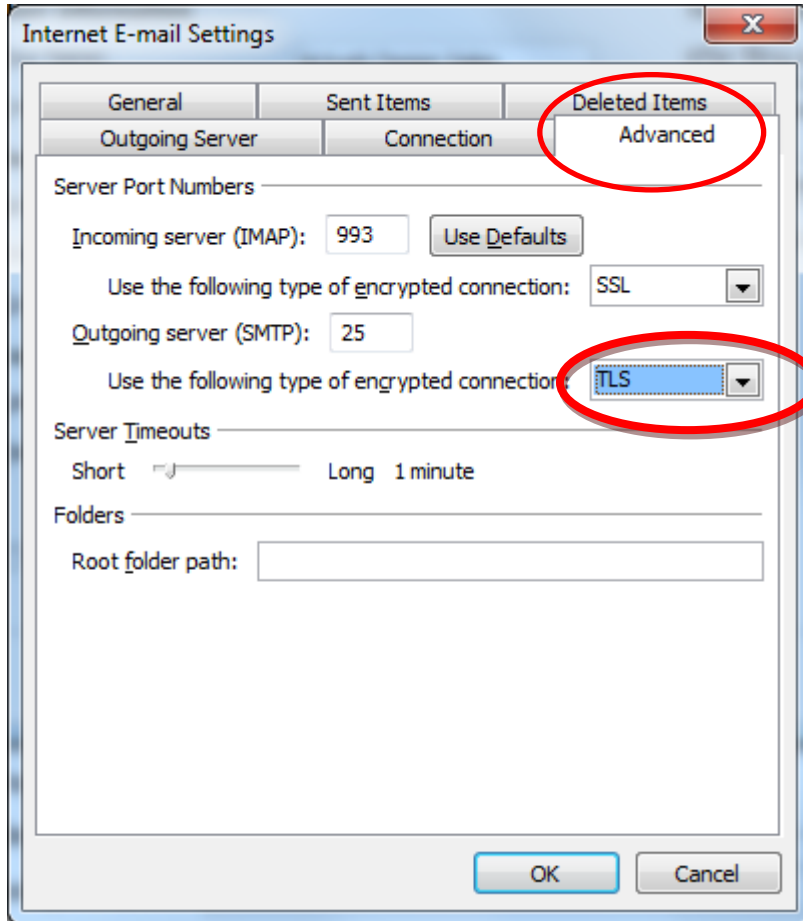 Internet E-mail Settings
General Sent Items Deleted Items
Outgoing Server Connection Advanced
Server Port Numbers
Incoming server (IMAP): 993 Use Defaults
Use the following type of encrypted connection: SSL
Outgoing server (SMTP): 25
Use the following type of encrypted connection: TLS
Server Timeouts
Short Long 1 minute
Folders
Root folder path:
OK Cancel